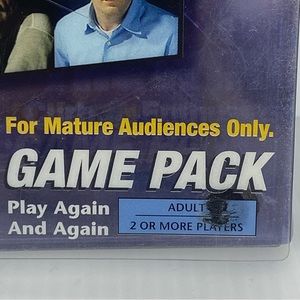 For Mature Audiences Only.
GAME PACK
Play Again
And Again
ADULT
2 OR MORE PLAYERS